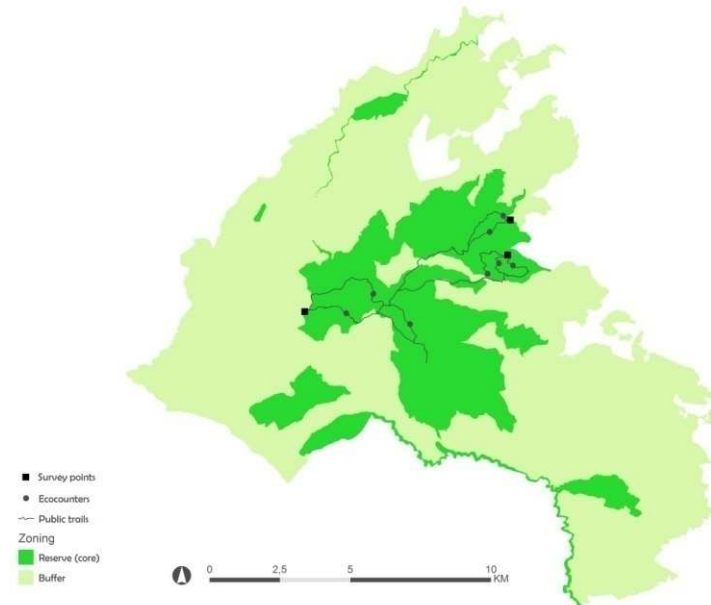 Survey points
Ecocounters
Public trails
Zoning
Reserve (core)
Buffer
0 2,5 5 10
KM